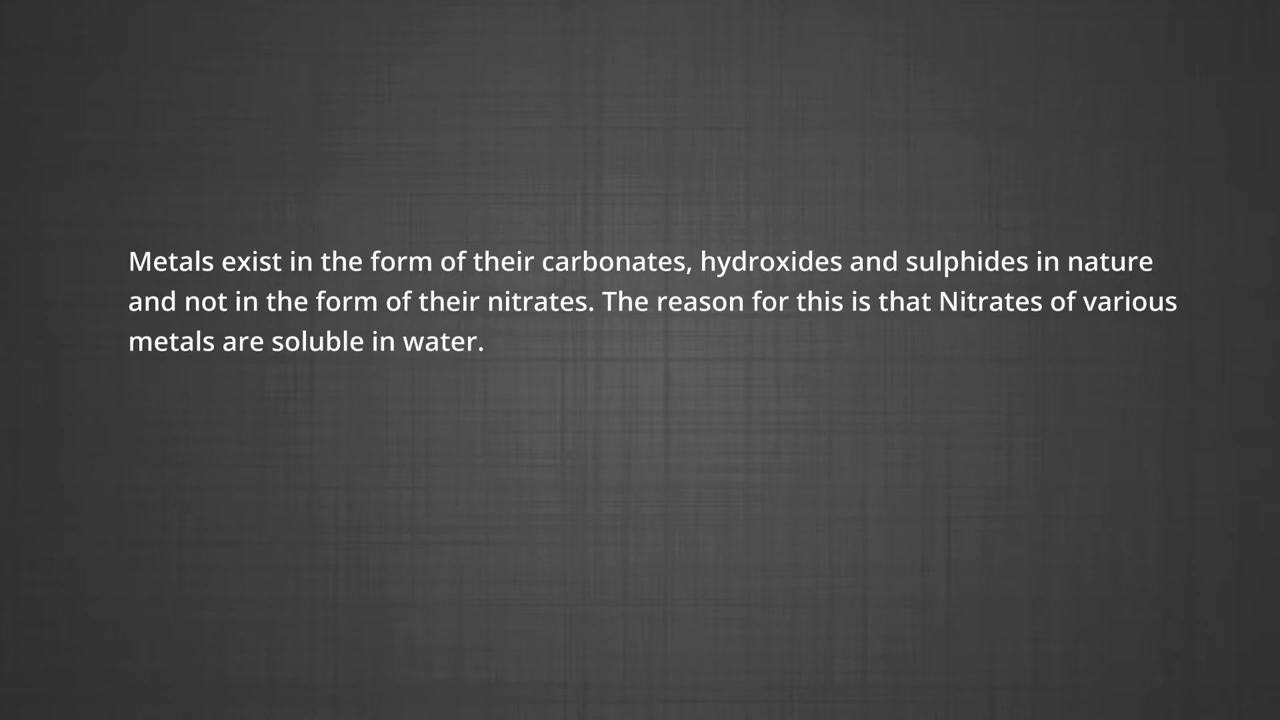 Metals exist in the form of their carbonates, hydroxides and sulphides in nature
and not in the form of their nitrates. The reason for this is that Nitrates of various
metals are soluble in water.